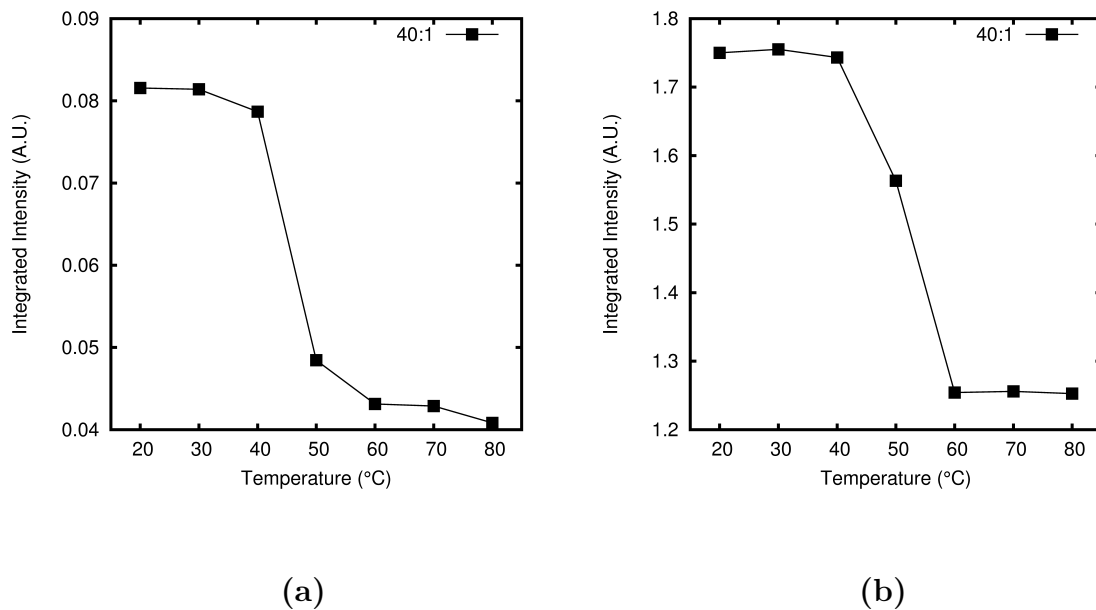 0.09
0.08
0.07
0.06
0.05
0.04
Integrated Intensity (A.U.)
40:1
20 30 40 50 60 70 80
Temperature (°C)
(a)
1.8
1.7
1.6
1.5
1.4
1.3
1.2
Integrated Intensity (A.U.)
40:1
20 30 40 50 60 70 80
Temperature (°C)
(b)